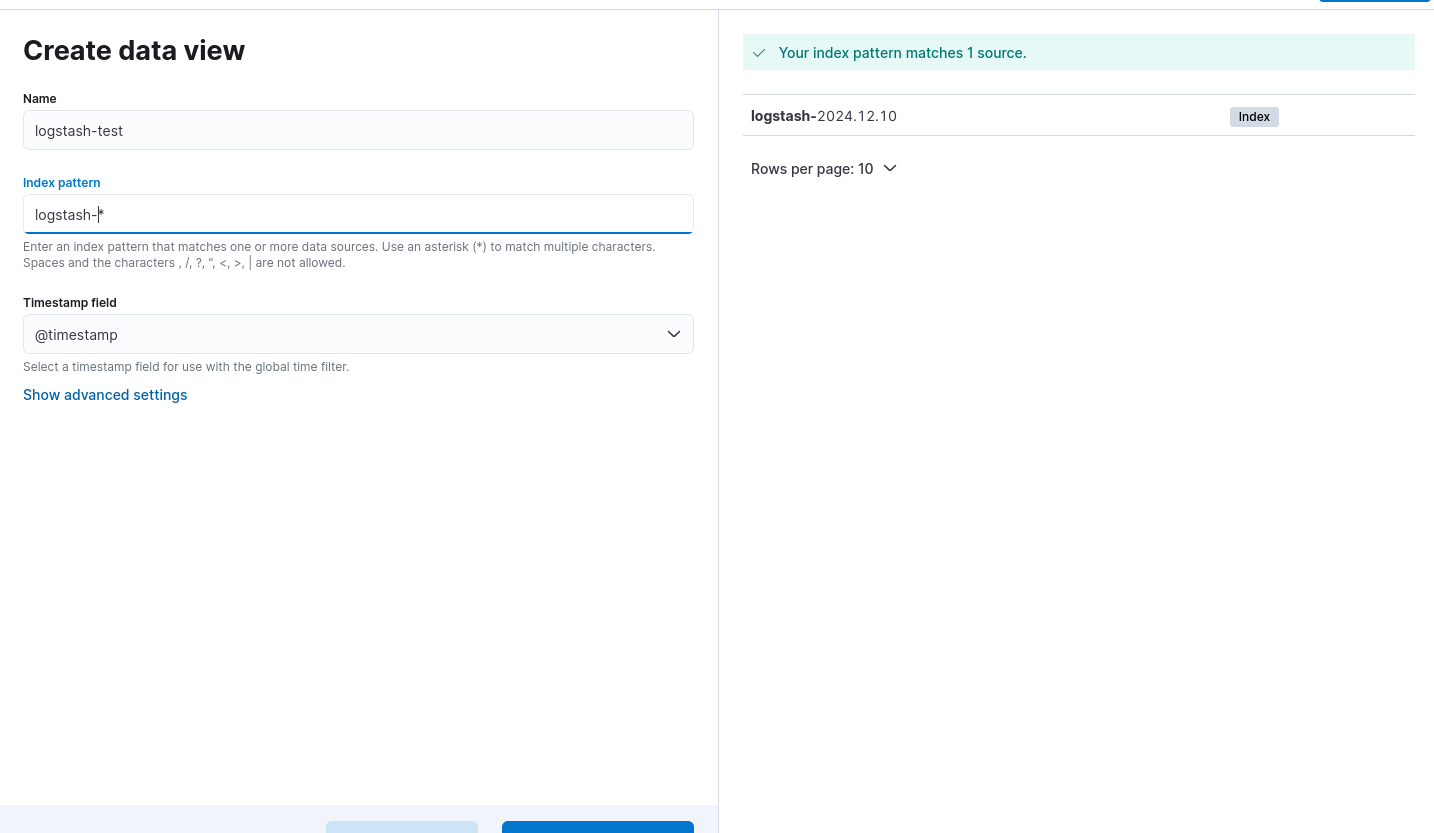 Create data view
Name
logstash-test
Index pattern
logstash-*
Enter an index pattern that matches one or more data sources. Use an asterisk (*) to match multiple characters.
Spaces and the characters , /, ?, ", <, >, | are not allowed.
Timestamp field
@timestamp
Select a timestamp field for use with the global time filter.
Show advanced settings
Your index pattern matches 1 source.
logstash-2024.12.10 Index
Rows per page: 10